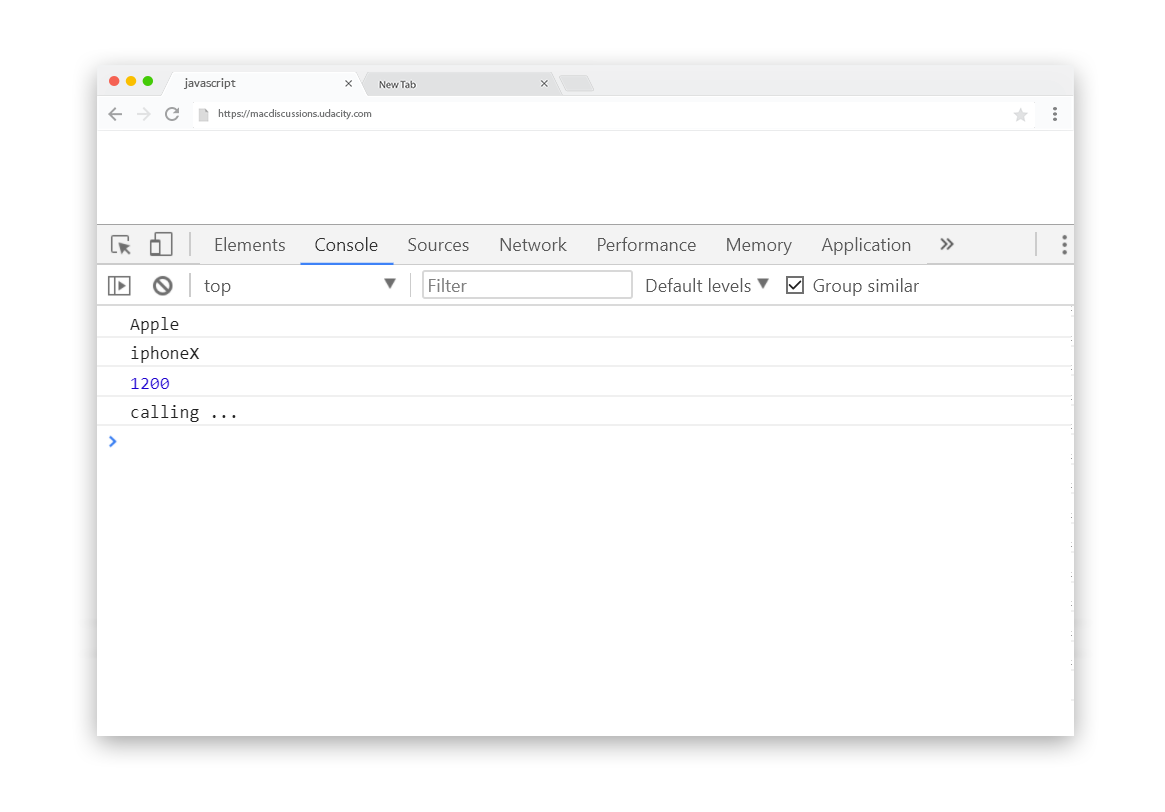 javascript
New Tab
https://macdiscussions.udacity.com
Elements Console Sources Network Performance Memory Application »
top Filter Default levels Group similar
Apple
iphoneX
1200
calling ...